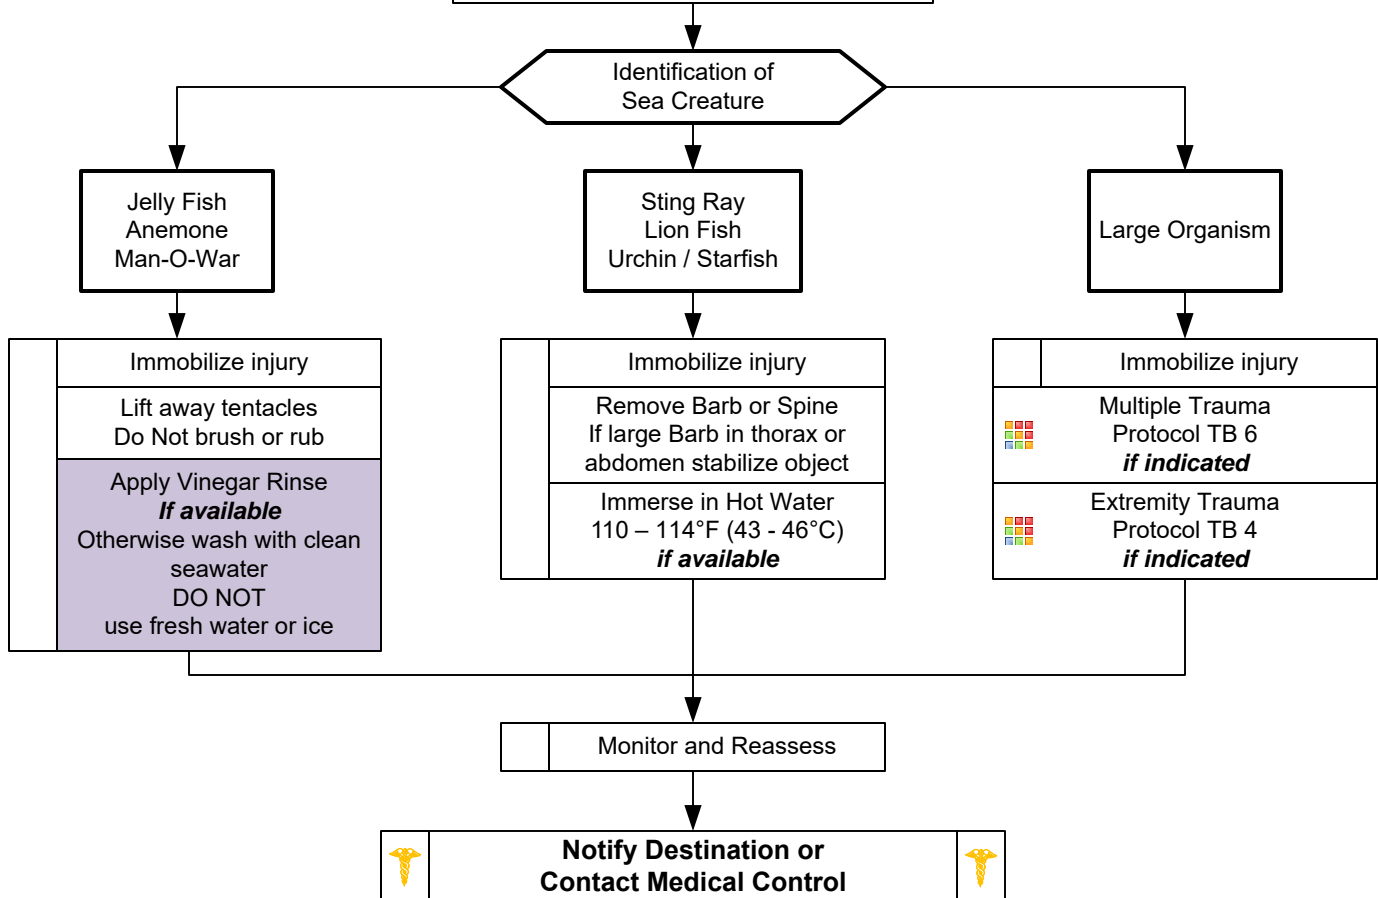 Identification of
Sea Creature
Jelly Fish
Anemone
Man-O-War
Sting Ray
Lion Fish
Urchin / Starfish
Large Organism
Immobilize injury
Lift away tentacles
Do Not brush or rub
Apply Vinegar Rinse
If available
Otherwise wash with clean
seawater
DO NOT
use fresh water or ice
Immobilize injury
Remove Barb or Spine
If large Barb in thorax or
abdomen stabilize object
Immerse in Hot Water
110 – 114°F (43 - 46°C)
if available
Immobilize injury
Multiple Trauma
Protocol TB 6
if indicated
Extremity Trauma
Protocol TB 4
if indicated
Monitor and Reassess
Notify Destination or
Contact Medical Control